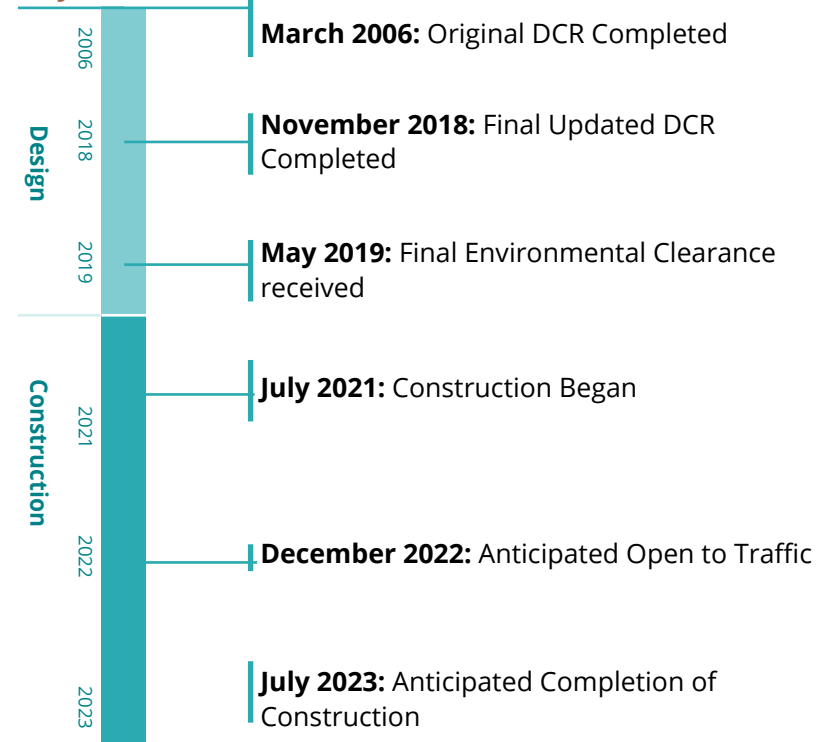 March 2006: Original DCR Completed
2006
November 2018: Final Updated DCR
Completed
2018
Design
May 2019: Final Environmental Clearance
received
2019
July 2021: Construction Began
2021
Construction
December 2022: Anticipated Open to Traffic
2022
July 2023: Anticipated Completion of
Construction
2023